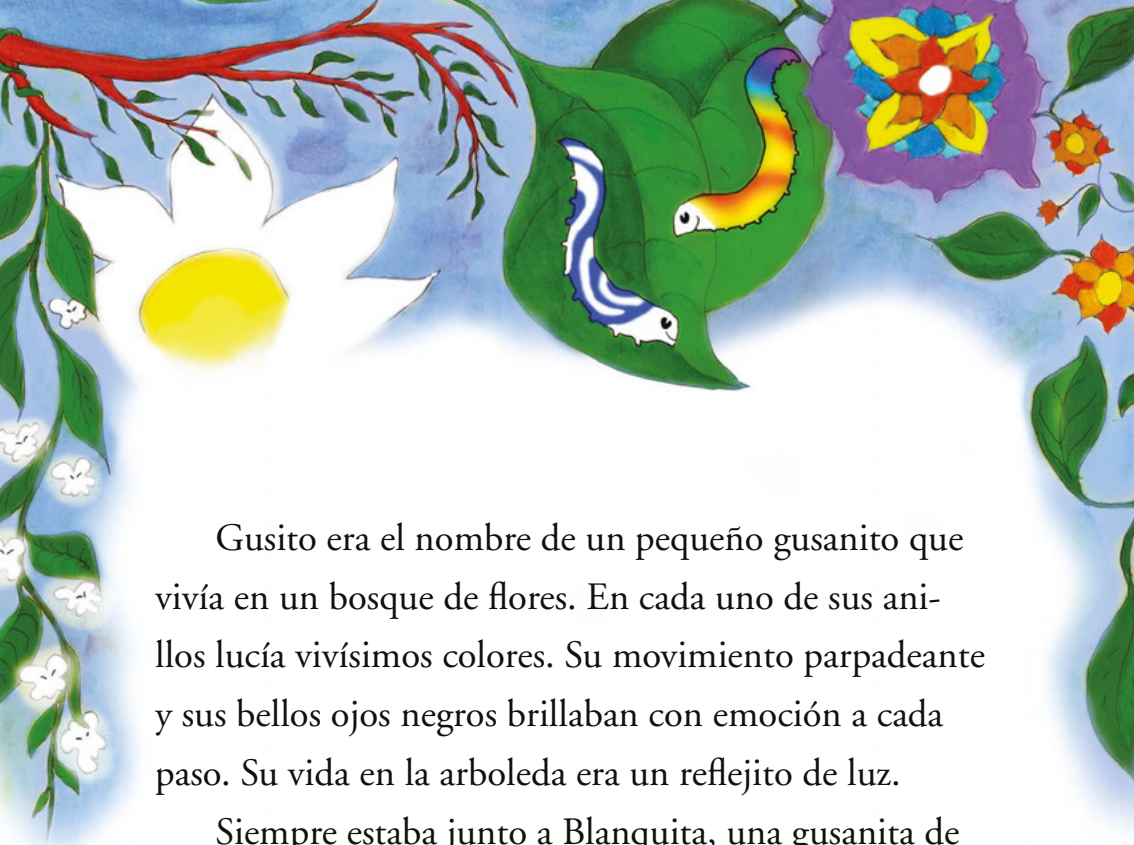 Gusito era el nombre de un pequeño gusanito que
vivía en un bosque de flores. En cada uno de sus ani-
llos lucía vivísimos colores. Su movimiento parpadeante
y sus bellos ojos negros brillaban con emoción a cada
paso. Su vida en la arboleda era un reflejito de luz.
Siempre estaba junto a Blanquita, una gusanita de